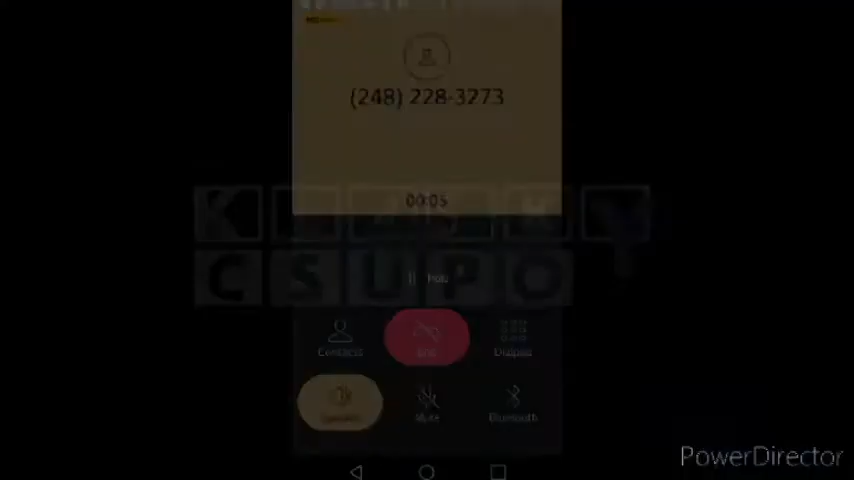 (248) 228-3273
00:05
K L A S K Y
C S U P O
Hold
Contacts
End
Dialpad
Speaker
Mute
Bluetooth
PowerDirector